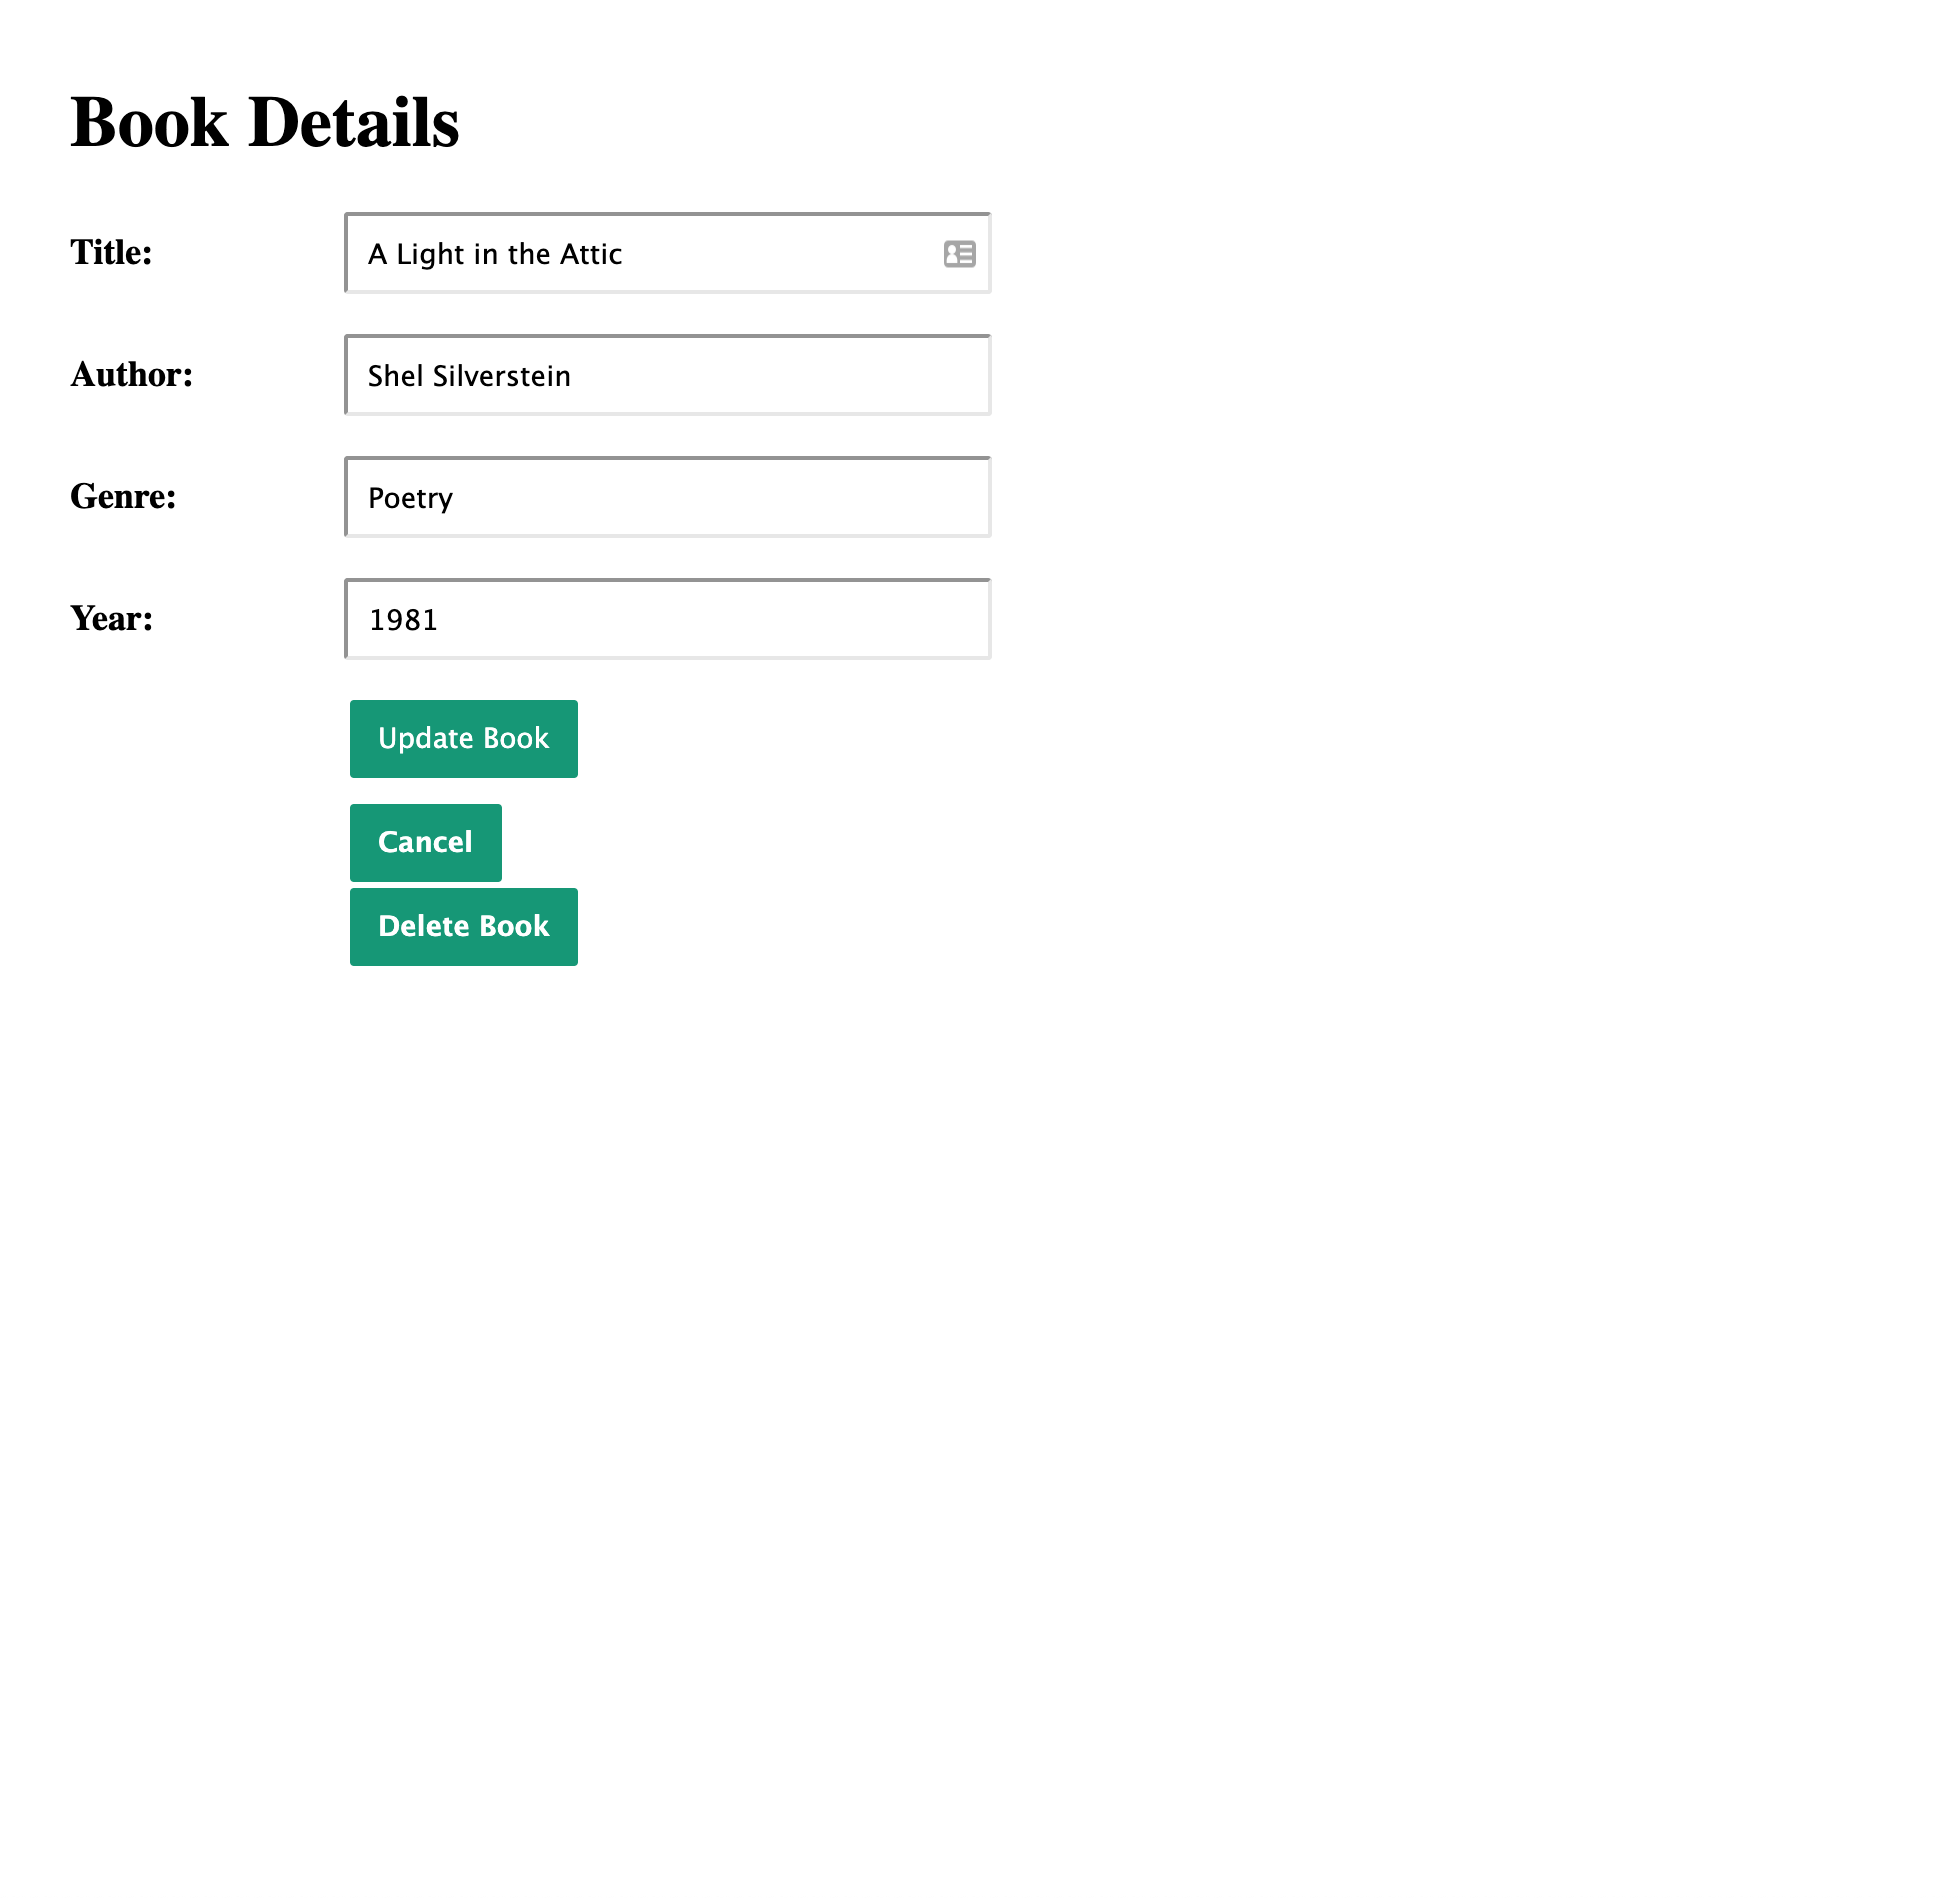 Book Details
Title: A Light in the Attic
Author: Shel Silverstein
Genre: Poetry
Year: 1981
Update Book
Cancel
Delete Book